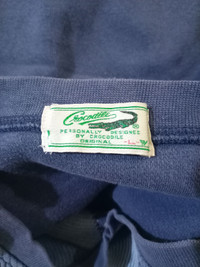 Crocodile
PERSONALLY DESIGNED
BY CROCODILE
ORIGINAL